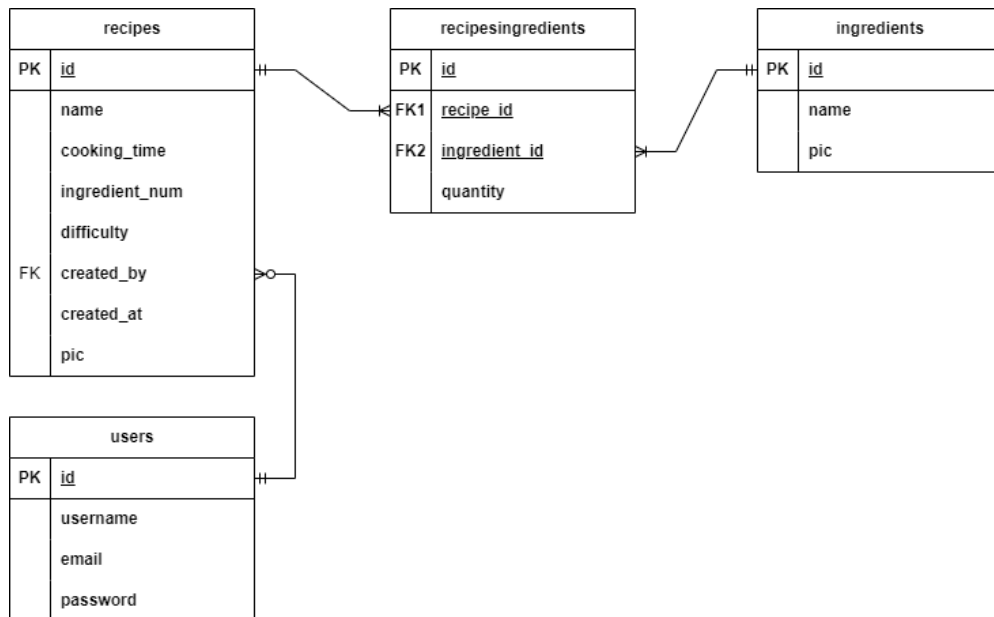 recipes
PK id
name
cooking_time
ingredient_num
difficulty
FK created_by
created_at
pic
recipesingredients
PK id
FK1 recipe_id
FK2 ingredient_id
quantity
ingredients
PK id
name
pic
users
PK id
username
email
password